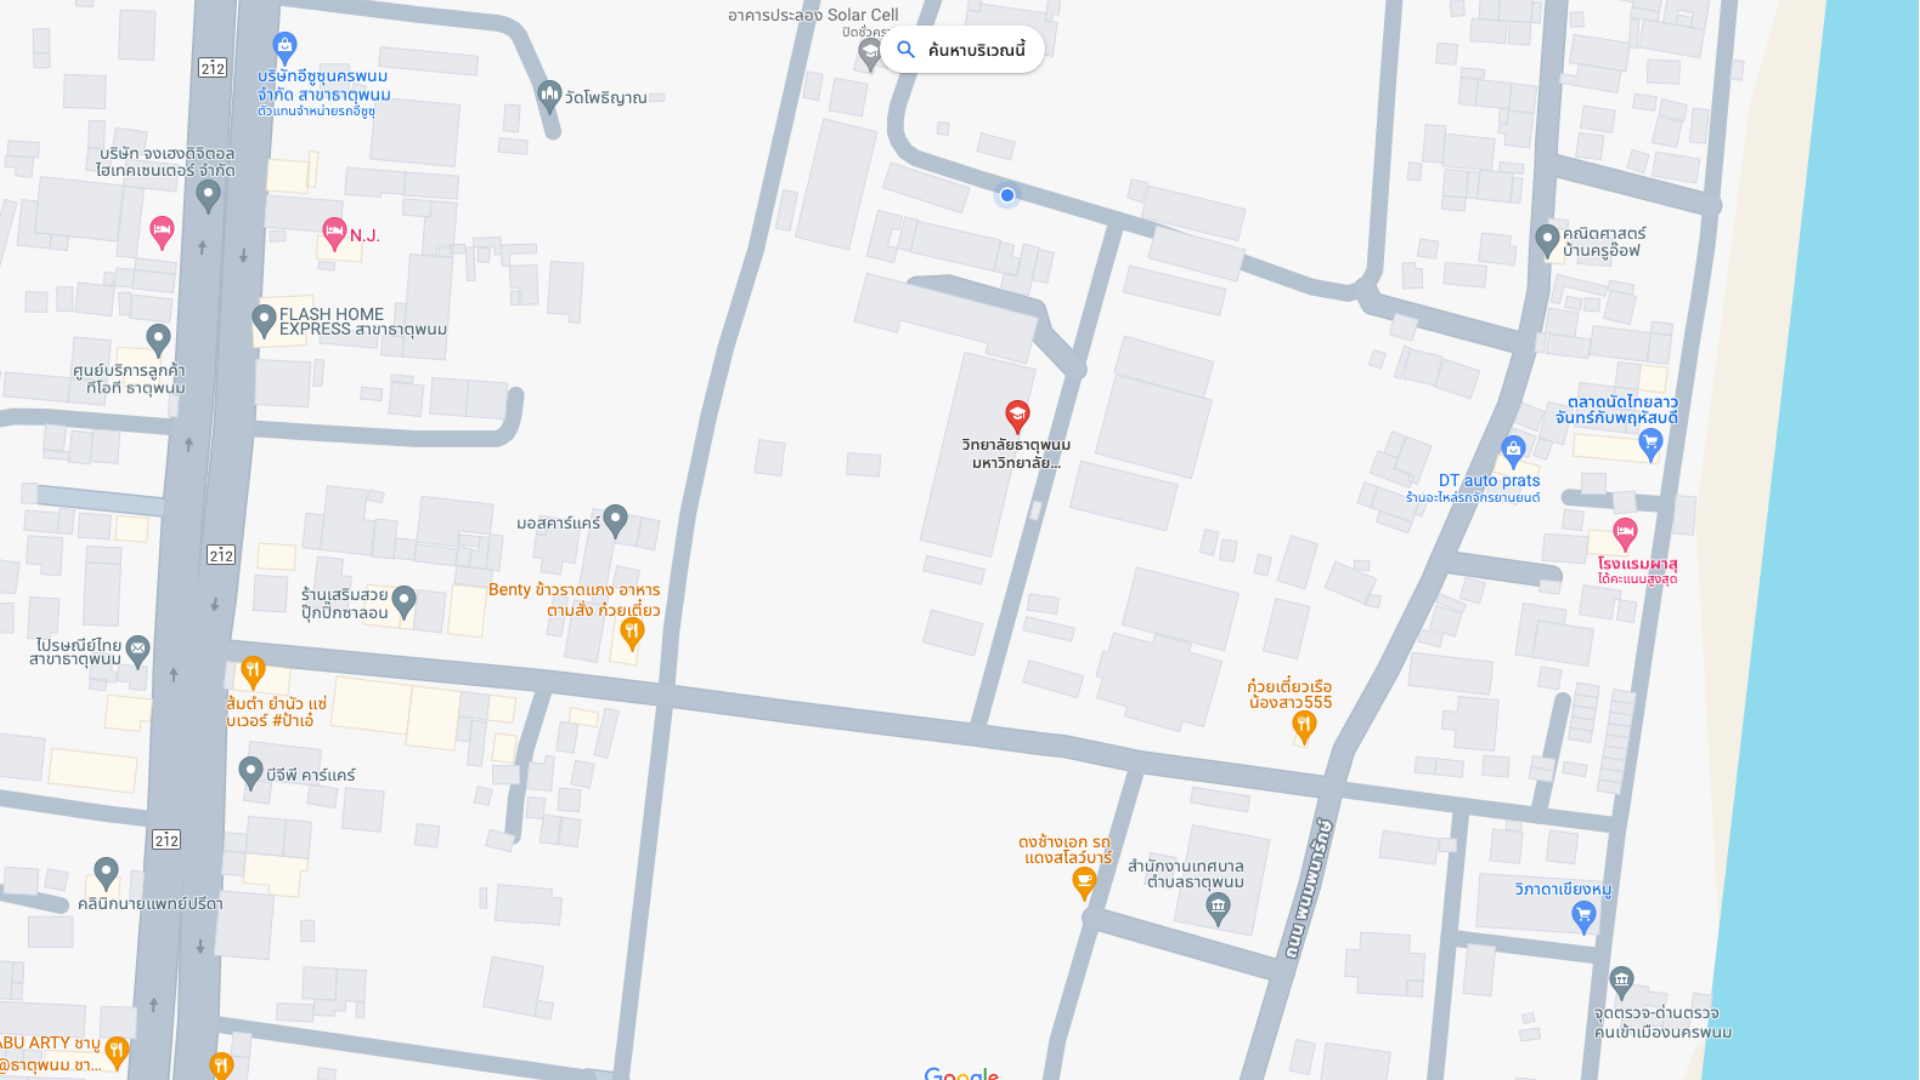 อาคารประลอง Solar Cell
ปิดชั่วครา
ค้นหาบริเวณนี้
212
บริษัทอีซูซุนครพนม
จำกัด สาขาธาตุพนม
ตัวแทนจำหน่ายรถอีซูซุ
วัดโพธิญาณ
บริษัท จงเฮงดิจิตอล
ไฮเทคเซนเตอร์ จำกัด
N.J.
คณิตศาสตร์
บ้านครูอ๊อฟ
FLASH HOME
EXPRESS สาขาธาตุพนม
ศูนย์บริการลูกค้า
ทีโอที ธาตุพนม
ตลาดนัดไทยลาว
จันทร์กับพฤหัสบดี
วิทยาลัยธาตุพนม
มหาวิทยาลัย...
DT auto prats
ร้านอะไหล่รถจักรยานยนต์
มอสคาร์แคร์
212
โรงแรมผาสุ
ได้คะแนนสูงสุด
Benty ข้าวราดแกง อาหาร
ตามสั่ง ก๋วยเตี๋ยว
ร้านเสริมสวย
ปุ๊กปิ๊กซาลอน
ไปรษณีย์ไทย
สาขาธาตุพนม
ก๋วยเตี๋ยวเรือ
น้องสาว555
ส้มตำ ยำนัว แซ่
บเวอร์ #ป้าเอ๋
บีจีพี คาร์แคร์
212
ถนน พนมพนารักษ์
ดงช้างเอก รถ
แดงสโลว์บาร์
สำนักงานเทศบาล
ตำบลธาตุพนม
วิภาดาเขียงหมู
คลินิกนายแพทย์ปรีดา
จุดตรวจ-ด่านตรวจ
คนเข้าเมืองนครพนม
ABU ARTY ชาบู
@ธาตุพนม ชา...
Google